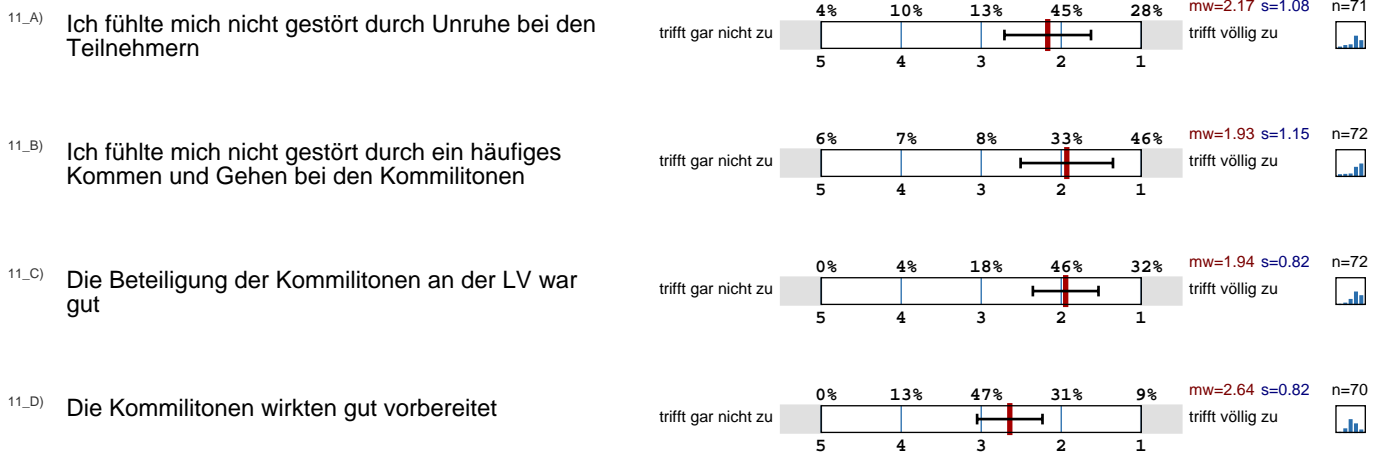 4% 10% 13% 45% 28% mw=2.17 s=1.08 n=71
11_A) Ich fühlte mich nicht gestört durch Unruhe bei den
Teilnehmern
trifft gar nicht zu trifft völlig zu
5 4 3 2 1
6% 7% 8% 33% 46% mw=1.93 s=1.15 n=72
11_B) Ich fühlte mich nicht gestört durch ein häufiges
Kommen und Gehen bei den Kommilitonen
trifft gar nicht zu trifft völlig zu
5 4 3 2 1
0% 4% 18% 46% 32% mw=1.94 s=0.82 n=72
11_C) Die Beteiligung der Kommilitonen an der LV war
gut
trifft gar nicht zu trifft völlig zu
5 4 3 2 1
0% 13% 47% 31% 9% mw=2.64 s=0.82 n=70
11_D) Die Kommilitonen wirkten gut vorbereitet
trifft gar nicht zu trifft völlig zu
5 4 3 2 1